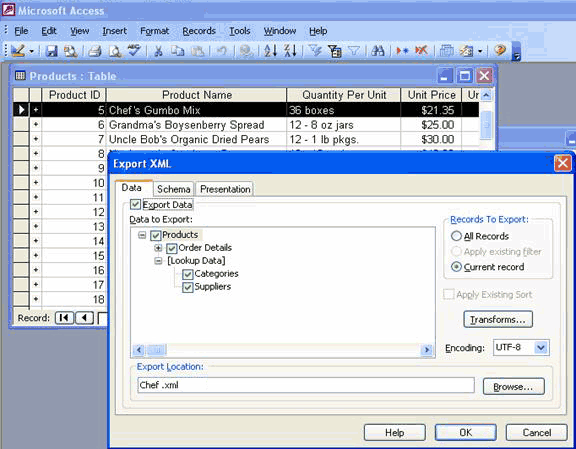 Microsoft Access
File Edit View Insert Format Records Tools Window Help
Products : Table
Product ID Product Name Quantity Per Unit Unit Price
+ 5 Chef's Gumbo Mix 36 boxes $21.35
+ 6 Grandma's Boysenberry Spread 12 - 8 oz jars $25.00
+ 7 Uncle Bob's Organic Dried Pears 12 - 1 lb pkgs. $30.00
+ 8
+ 9
+ 10
+ 11
+ 12
+ 13
+ 14
+ 15
+ 16
+ 17
+ 18
Record:
Export XML
Data Schema Presentation
Export Data
Data to Export:
Products
Order Details
[Lookup Data]
Categories
Suppliers
Records To Export:
All Records
Apply existing filter
Current record
Apply Existing Sort
Transforms...
Encoding: UTF-8
Export Location:
Chef .xml
Browse...
Help OK Cancel